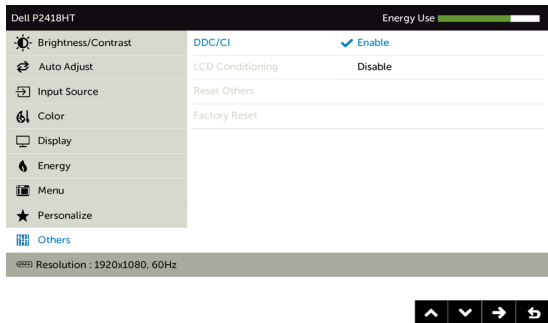 Dell P2418HT
Energy Use
Brightness/Contrast
DDC/CI
Enable
Auto Adjust
LCD Conditioning
Disable
Input Source
Reset Others
Color
Factory Reset
Display
Energy
Menu
Personalize
Others
Resolution : 1920x1080, 60Hz